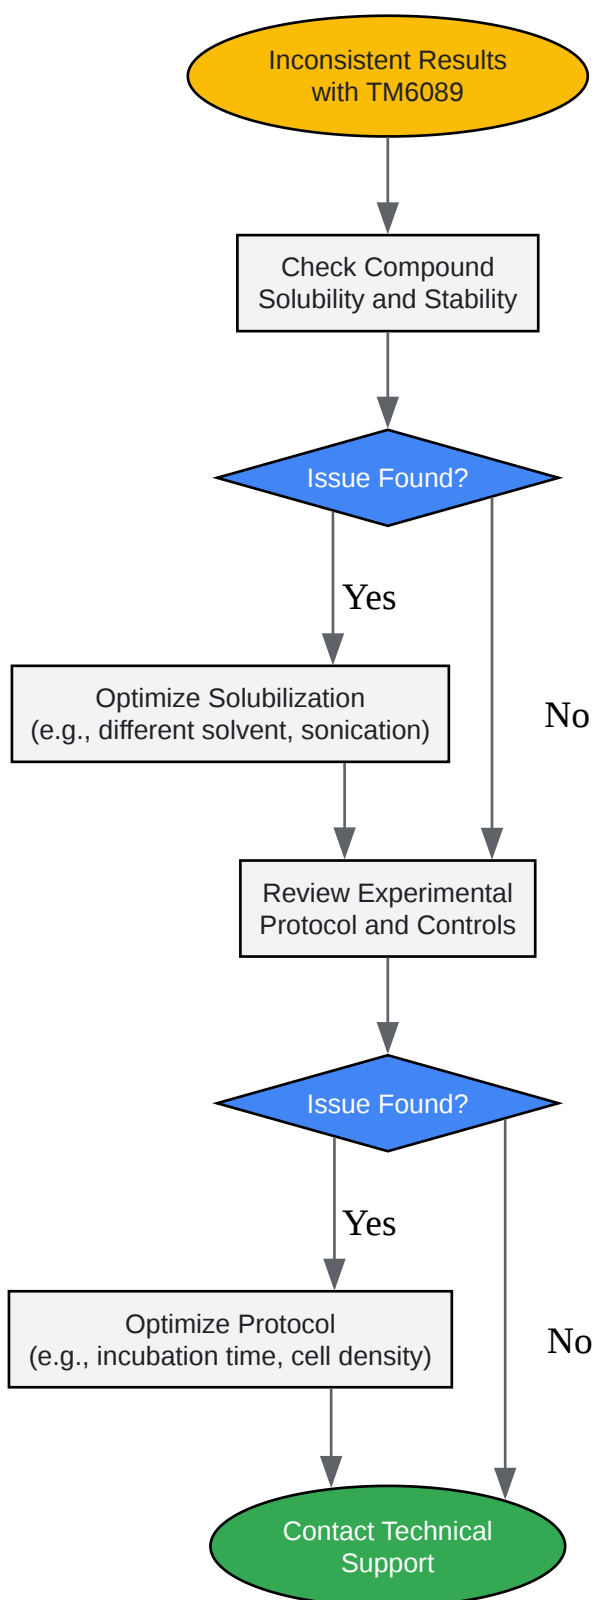 Inconsistent Results
with TM6089
Check Compound
Solubility and Stability
Issue Found?
Yes
Optimize Solubilization
(e.g., different solvent, sonication)
No
Review Experimental
Protocol and Controls
Issue Found?
Yes
Optimize Protocol
(e.g., incubation time, cell density)
No
Contact Technical
Support